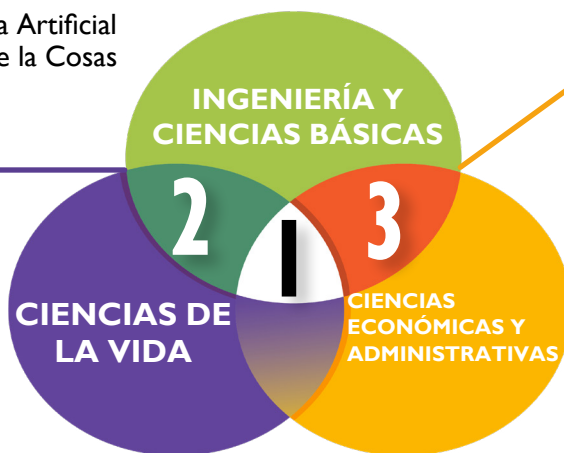 a Artificial
e la Cosas
INGENIERÍA Y
CIENCIAS BÁSICAS
2
3
1
CIENCIAS DE
LA VIDA
CIENCIAS
ECONÓMICAS Y
ADMINISTRATIVAS